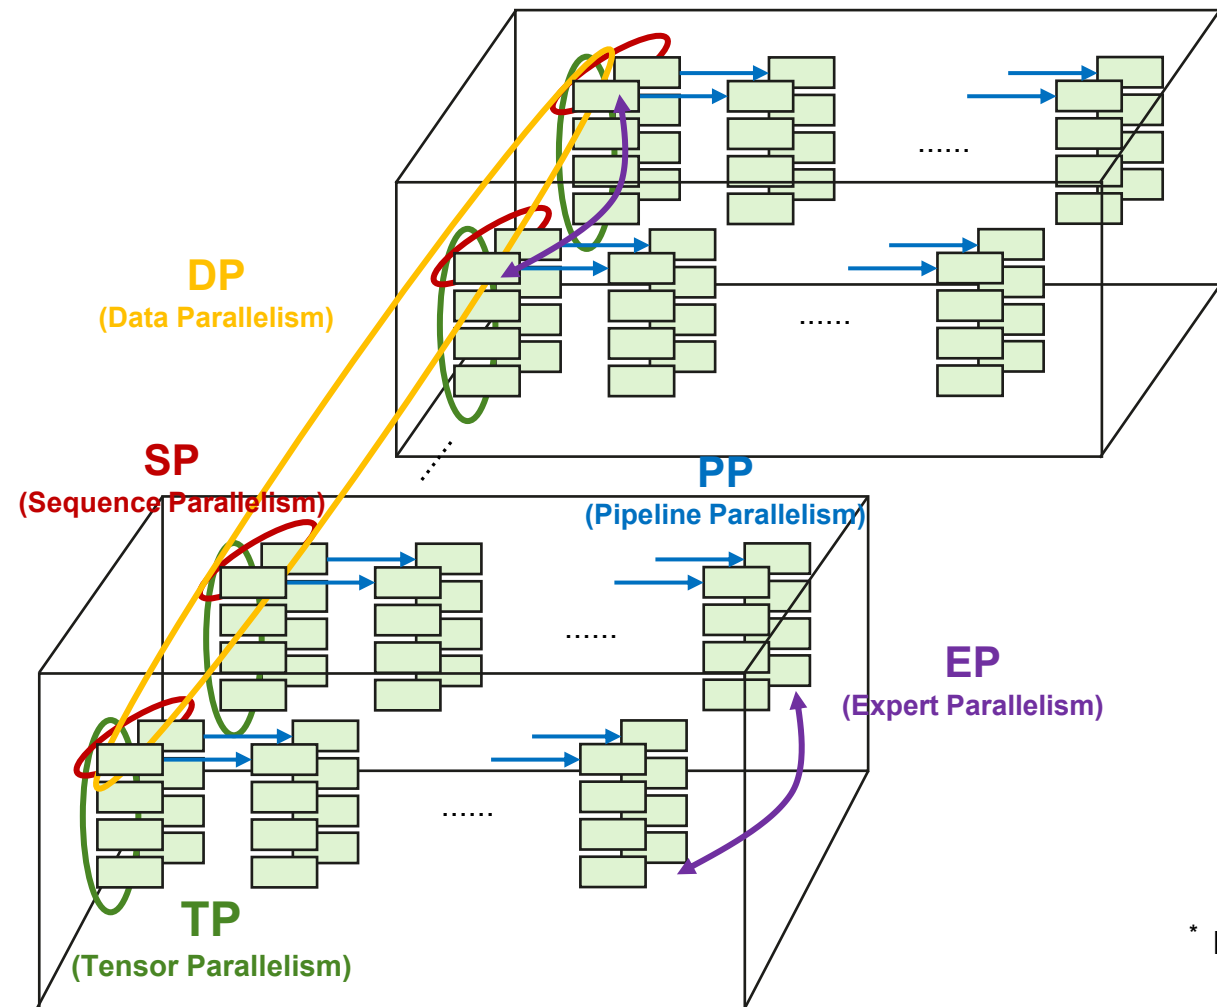 ......
DP
(Data Parallelism)
......
SP
(Sequence Parallelism)
......
PP
(Pipeline Parallelism)
......
EP
(Expert Parallelism)
......
TP
(Tensor Parallelism)
*